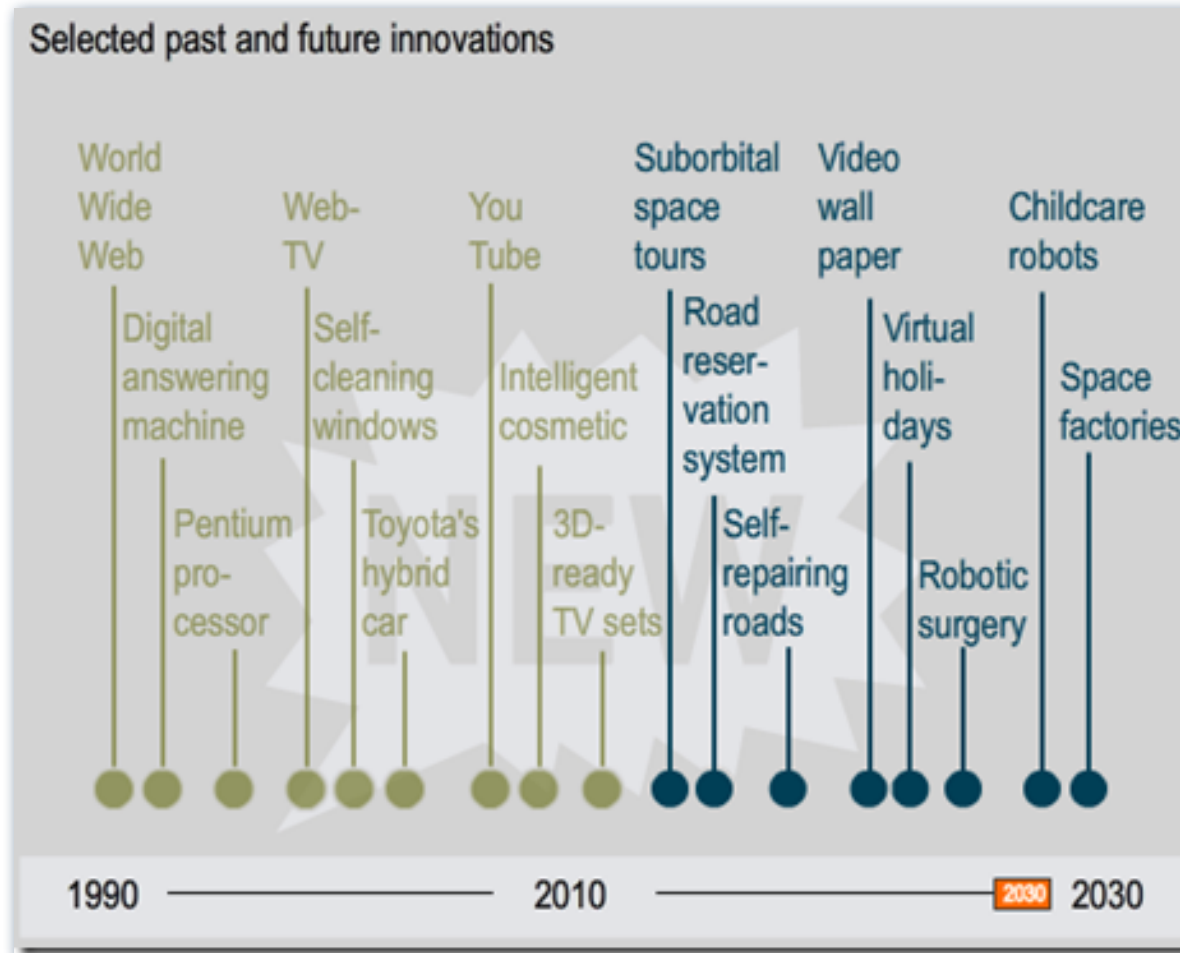 Selected past and future innovations
World
Wide
Web
Digital
answering
machine
Pentium
pro-
cessor
Web-
TV
Self-
cleaning
windows
Toyota's
hybrid
car
You
Tube
Intelligent
cosmetic
3D-
ready
TV sets
Suborbital
space
tours
Road
reser-
vation
system
Self-
repairing
roads
Video
wall
paper
Virtual
holi-
days
Robotic
surgery
Childcare
robots
Space
factories
NEW
1990
2010
2030
2030